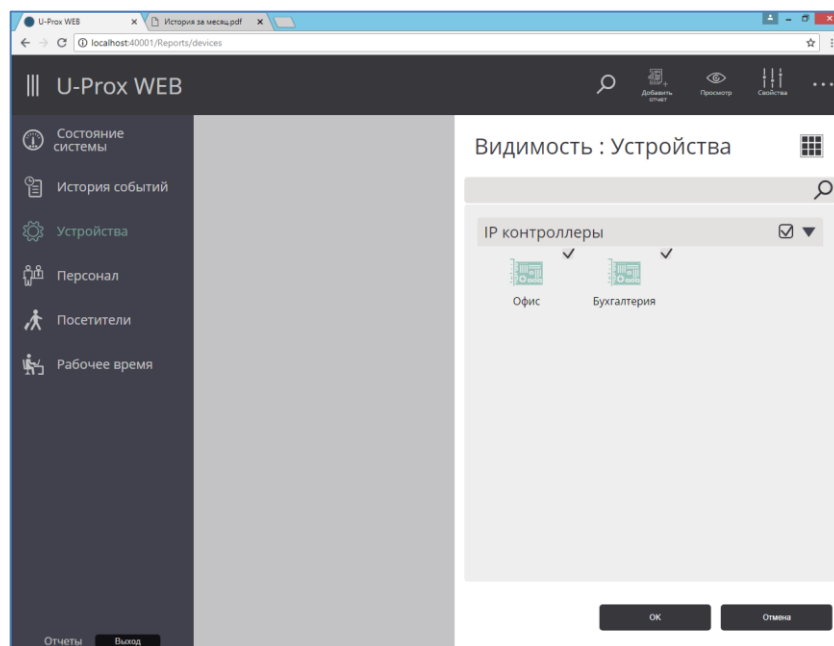 U-Prox WEB
История за месяц.pdf
localhost:40001/Reports/devices
U-Prox WEB
Добавить
отчет
Просмотр
Свойства
Состояние
системы
История событий
Устройства
Персонал
Посетители
Рабочее время
Отчеты
Выход
Видимость : Устройства
IP контроллеры
Офис
Бухгалтерия
ОК
Отмена